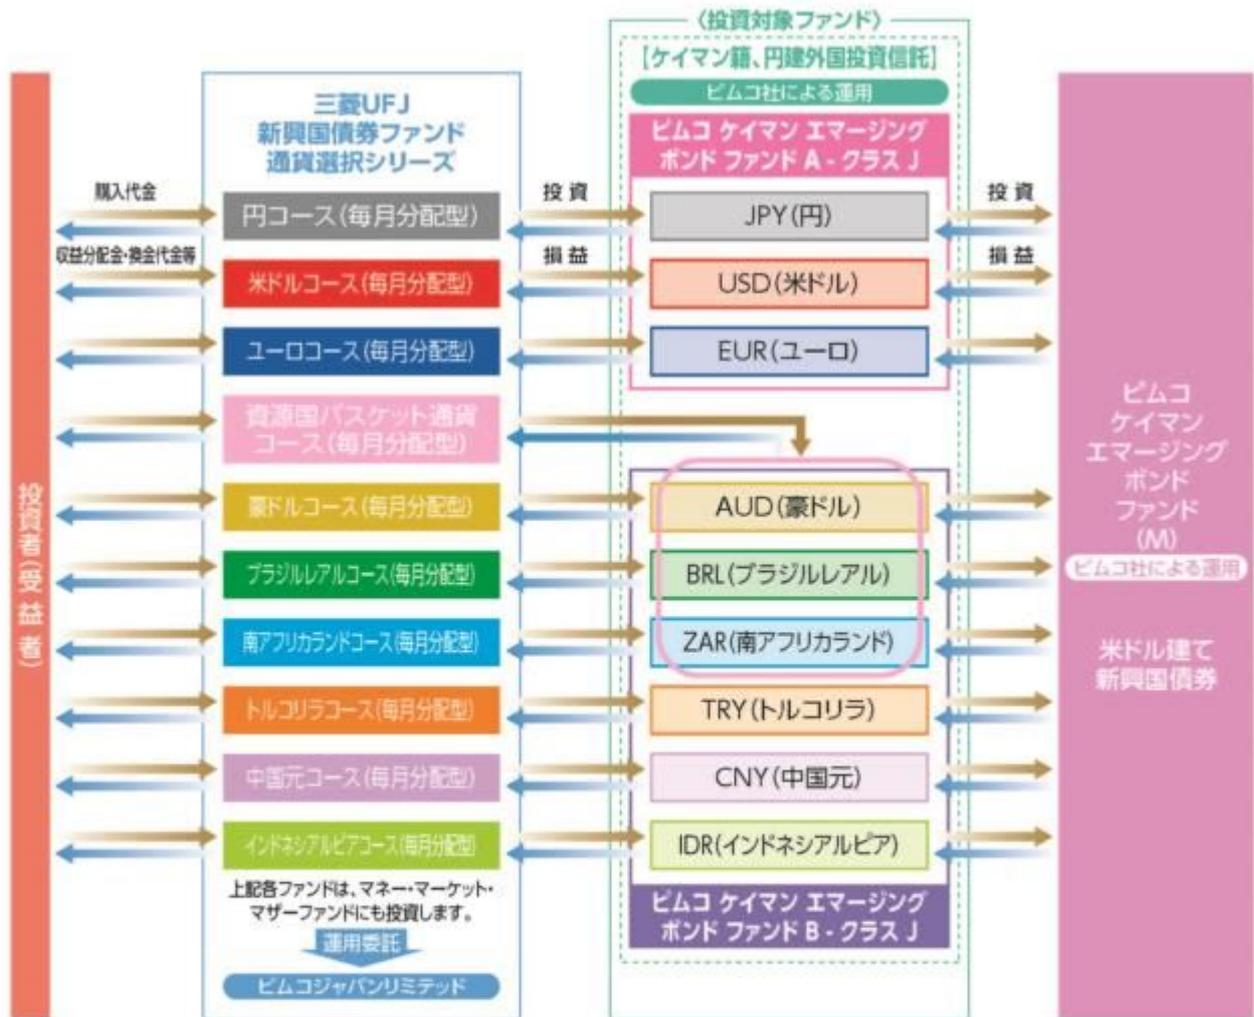 〈投資対象ファンド〉
【ケイマン籍、円建外国投資信託】
ピムコ社による運用
三菱UFJ
新興国債券ファンド
通貨選択シリーズ
ピムコ ケイマン エマージング
ボンド ファンド A - クラス J
購入代金
投資
投資
円コース(毎月分配型)
JPY(円)
収益分配金・換金代金等
損益
損益
米ドルコース(毎月分配型)
USD(米ドル)
ユーロコース(毎月分配型)
EUR(ユーロ)
資源国バスケット通貨
コース(毎月分配型)
豪ドルコース(毎月分配型)
AUD(豪ドル)
ブラジルレアルコース(毎月分配型)
BRL(ブラジルレアル)
南アフリカランドコース(毎月分配型)
ZAR(南アフリカランド)
トルコリラコース(毎月分配型)
TRY(トルコリラ)
中国元コース(毎月分配型)
CNY(中国元)
インドネシアルピアコース(毎月分配型)
IDR(インドネシアルピア)
上記各ファンドは、マネー・マーケット・
マザーファンドにも投資します。
運用委託
ピムコジャパンリミテッド
ピムコ ケイマン エマージング
ボンド ファンド B - クラス J
投資者(受益者)
ピムコ
ケイマン
エマージング
ボンド
ファンド
(M)
ピムコ社による運用
米ドル建て
新興国債券